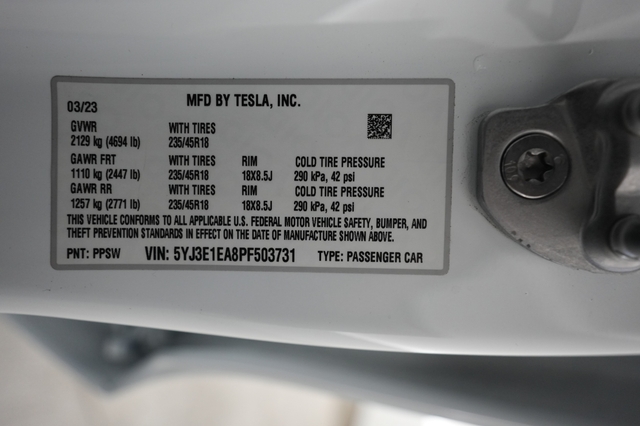 03/23 MFD BY TESLA, INC.
GVWR WITH TIRES
2129 kg (4694 lb) 235/45R18
GAWR FRT WITH TIRES RIM COLD TIRE PRESSURE
1110 kg (2447 lb) 235/45R18 18X8.5J 290 kPa, 42 psi
GAWR RR WITH TIRES RIM COLD TIRE PRESSURE
1257 kg (2771 lb) 235/45R18 18X8.5J 290 kPa, 42 psi
THIS VEHICLE CONFORMS TO ALL APPLICABLE U.S. FEDERAL MOTOR VEHICLE SAFETY, BUMPER, AND
THEFT PREVENTION STANDARDS IN EFFECT ON THE DATE OF MANUFACTURE SHOWN ABOVE.
PNT: PPSW VIN: 5YJ3E1EA8PF503731 TYPE: PASSENGER CAR